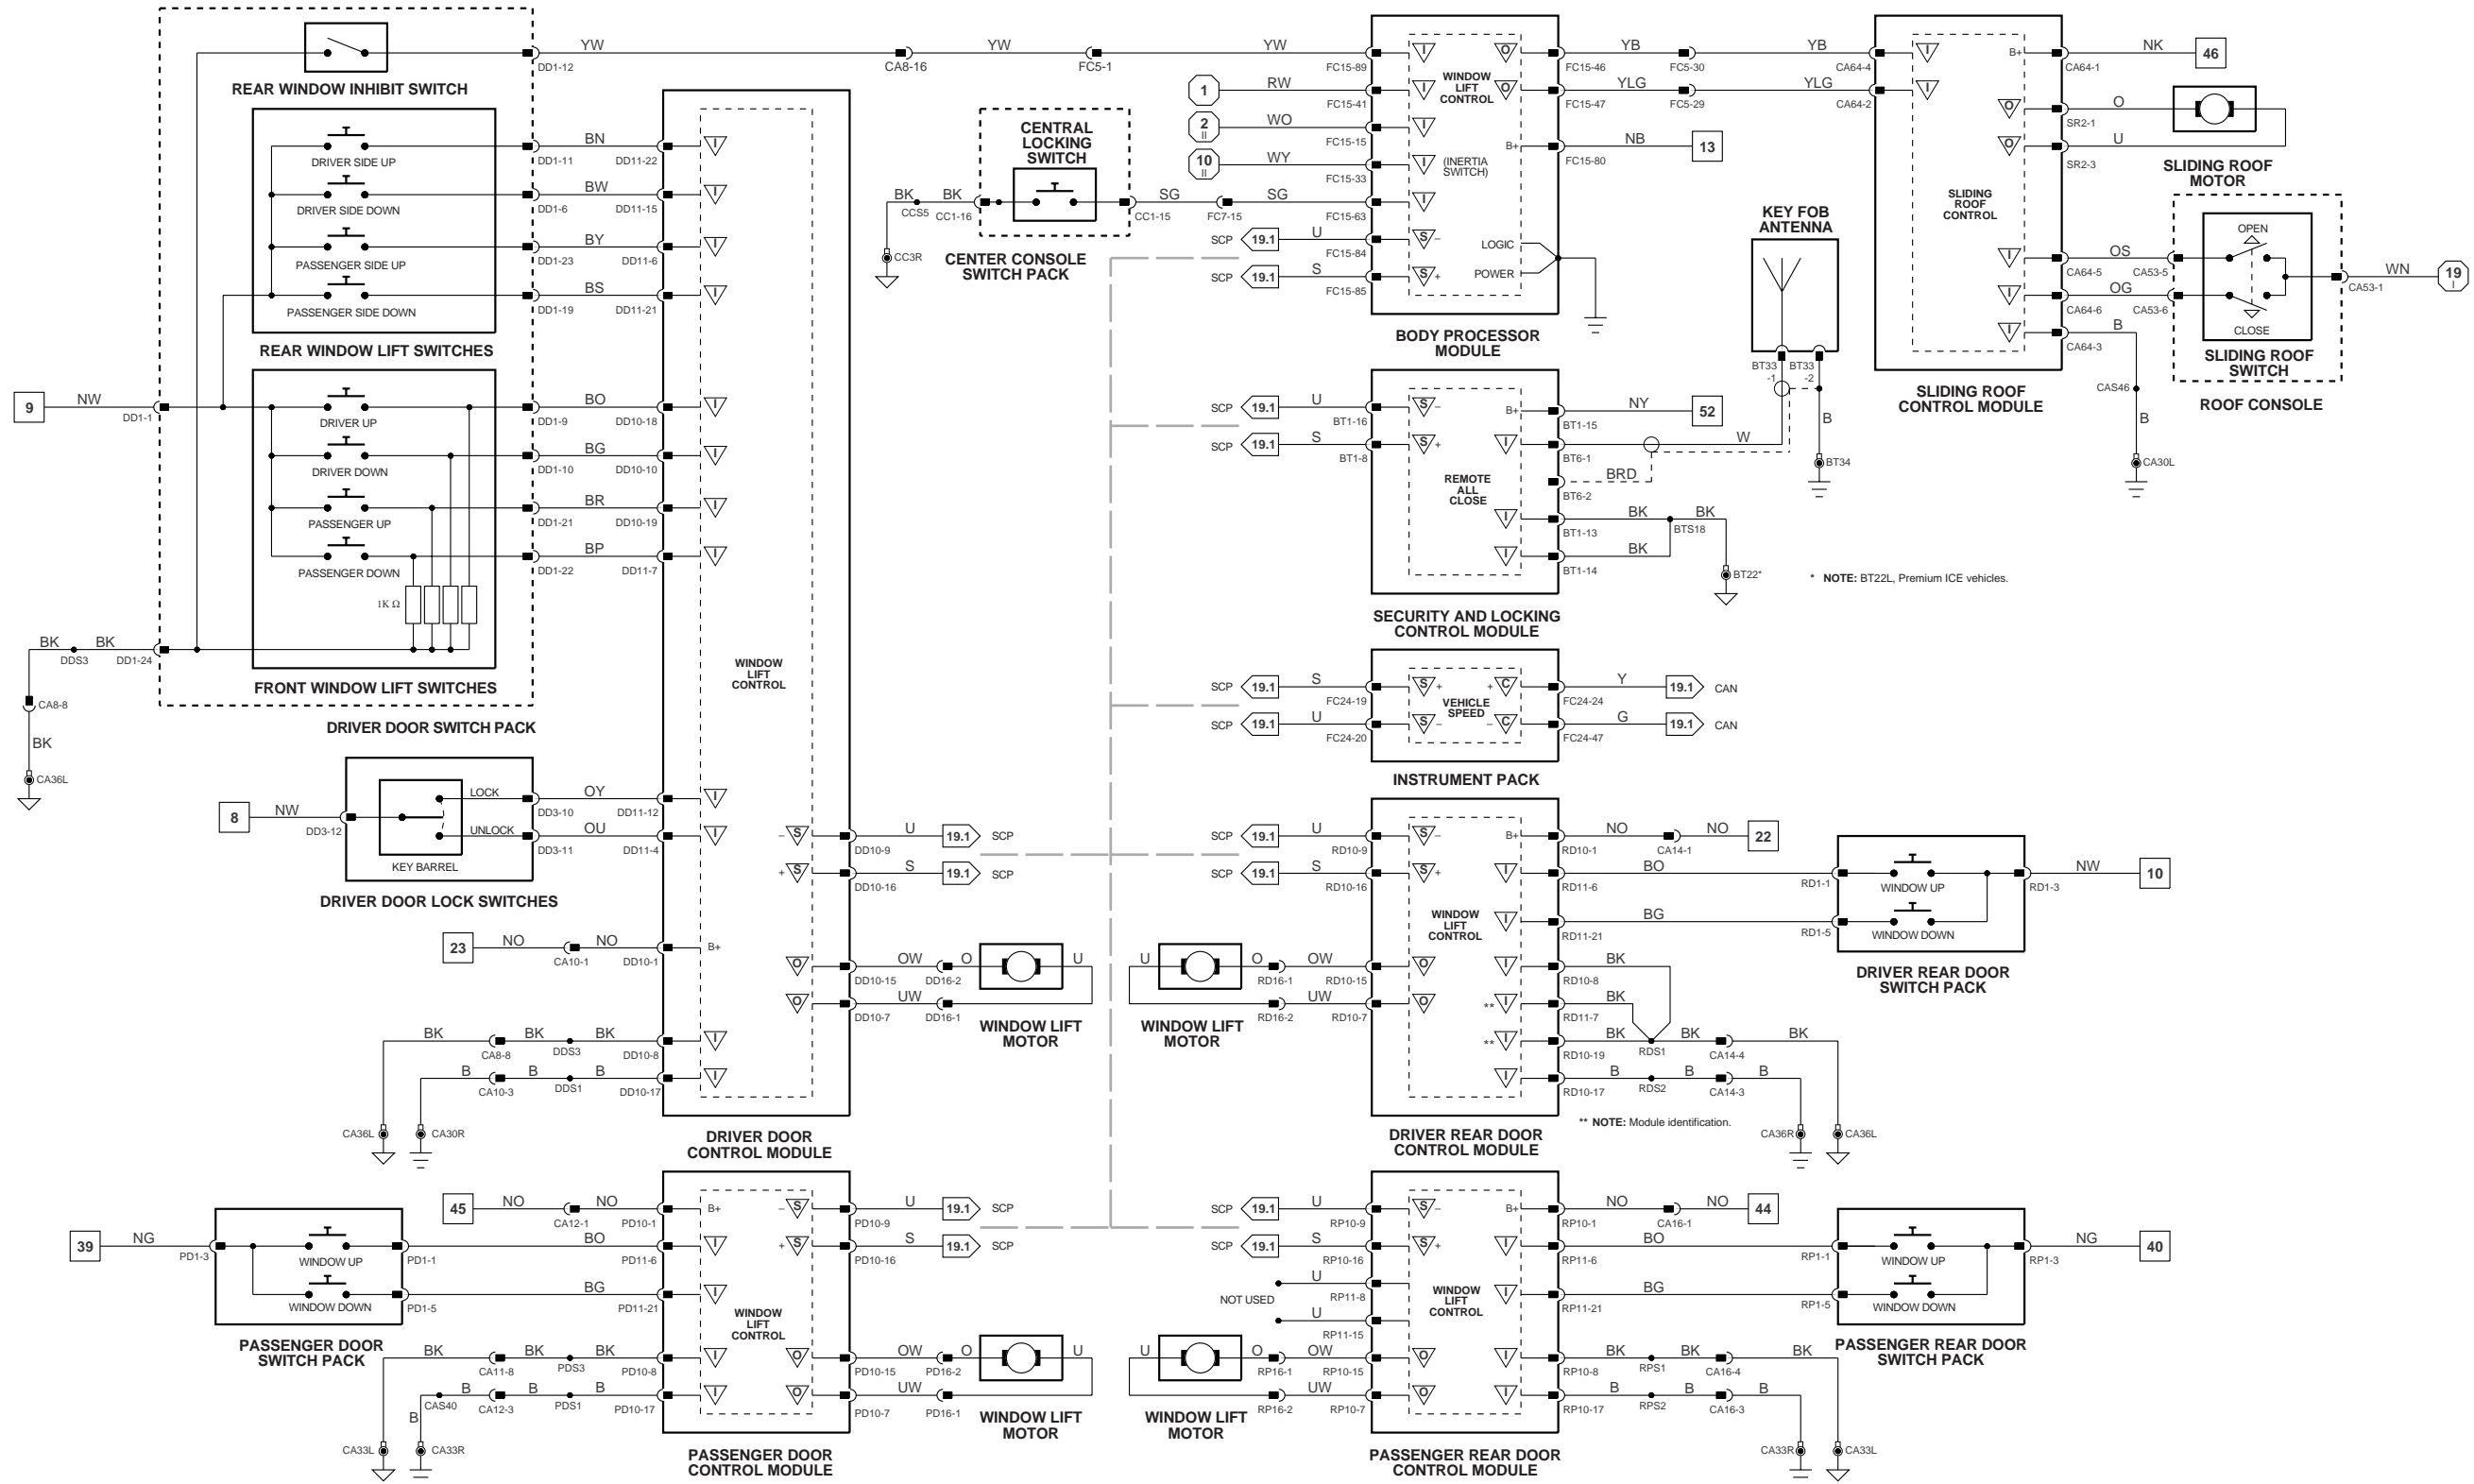 YW
DD1-12
CA8-16
YW
FC5-1
YW
FC15-89
REAR WINDOW INHIBIT SWITCH
DRIVER SIDE UP
BN
DD1-11
DD11-22
DRIVER SIDE DOWN
BW
DD1-6
DD11-15
PASSENGER SIDE UP
BY
DD1-23
DD11-6
PASSENGER SIDE DOWN
BS
DD1-19
DD11-21
REAR WINDOW LIFT SWITCHES
9
NW
DD1-1
DRIVER UP
BO
DD1-9
DD10-18
DRIVER DOWN
BG
DD1-10
DD10-10
PASSENGER UP
BR
DD1-21
DD10-19
PASSENGER DOWN
BP
DD1-22
DD11-7
1K Ω
BK
DDS3
BK
DD1-24
CA8-8
BK
CA36L
FRONT WINDOW LIFT SWITCHES
DRIVER DOOR SWITCH PACK
8
NW
DD3-12
LOCK
UNLOCK
KEY BARREL
OY
DD3-10
DD11-12
OU
DD3-11
DD11-4
DRIVER DOOR LOCK SWITCHES
23
NO
CA10-1
NO
DD10-1
BK
CA8-8
BK
DDS3
BK
DD10-8
B
CA10-3
B
DDS1
B
DD10-17
CA36L
CA30R
I
I
I
I
I
I
I
I
WINDOW
LIFT
CONTROL
I
I
B+
I
I
– S
+ S
O
O
U
DD10-9
19.1
SCP
S
DD10-16
19.1
SCP
OW
DD10-15
DD16-2
O
U
UW
DD10-7
DD16-1
WINDOW LIFT
MOTOR
DRIVER DOOR
CONTROL MODULE
39
NG
PD1-3
WINDOW UP
WINDOW DOWN
PD1-1
PD1-5
PASSENGER DOOR
SWITCH PACK
45
NO
CA12-1
NO
PD10-1
BO
PD11-6
BG
PD11-21
BK
CA11-8
BK
PDS3
BK
PD10-8
B
CAS40
B
CA12-3
B
PDS1
B
PD10-17
CA33L
CA33R
B+
I
I
I
I
– S
+ S
O
O
WINDOW
LIFT
CONTROL
U
PD10-9
19.1
SCP
S
PD10-16
19.1
SCP
OW
PD10-15
PD16-2
O
U
UW
PD10-7
PD16-1
WINDOW LIFT
MOTOR
PASSENGER DOOR
CONTROL MODULE
CENTRAL
LOCKING
SWITCH
BK
CCS5
BK
CC1-16
CC3R
CC1-15
SG
FC7-15
SG
FC15-63
CENTER CONSOLE
SWITCH PACK
1
RW
FC15-41
2
II
WO
FC15-15
10
II
WY
FC15-33
SCP
19.1
U
FC15-84
SCP
19.1
S
FC15-85
I
I
I
I
I
S –
S +
WINDOW
LIFT
CONTROL
(INERTIA
SWITCH)
O
O
B+
LOGIC
POWER
YB
FC15-46
FC5-30
YB
CA64-4
YLG
FC15-47
FC5-29
YLG
CA64-2
NB
FC15-80
13
BODY PROCESSOR
MODULE
SCP
19.1
U
BT1-16
SCP
19.1
S
BT1-8
S –
S +
REMOTE
ALL
CLOSE
B+
I
I
I
NY
BT1-15
52
BT6-1
W
BRD
BT6-2
BK
BT1-13
BTS18
BK
BK
BT1-14
BT22*
* NOTE: BT22L, Premium ICE vehicles.
SECURITY AND LOCKING
CONTROL MODULE
KEY FOB
ANTENNA
BT33
-1
BT33
-2
B
BT34
SCP
19.1
S
FC24-19
SCP
19.1
U
FC24-20
S +
S –
VEHICLE
SPEED
+ C
– C
Y
FC24-24
19.1
CAN
G
FC24-47
19.1
CAN
INSTRUMENT PACK
I
I
SLIDING
ROOF
CONTROL
B+
O
O
I
I
I
NK
CA64-1
46
O
SR2-1
U
SR2-3
SLIDING ROOF
MOTOR
OS
CA64-5
CA53-5
OG
CA64-6
CA53-6
B
CA64-3
CAS46
B
CA30L
OPEN
CLOSE
SLIDING ROOF
SWITCH
CA53-1
WN
19
I
ROOF CONSOLE
SLIDING ROOF
CONTROL MODULE
SCP
19.1
U
RD10-9
SCP
19.1
S
RD10-16
U
O
RD16-1
OW
RD10-15
RD16-2
UW
RD10-7
WINDOW LIFT
MOTOR
S –
S +
O
O
WINDOW
LIFT
CONTROL
B+
I
I
I
** I
** I
I
NO
RD10-1
CA14-1
NO
22
BO
RD11-6
RD1-1
BG
RD11-21
RD1-5
BK
RD10-8
BK
RD11-7
BK
RD10-19
RDS1
BK
CA14-4
BK
B
RD10-17
RDS2
B
CA14-3
B
CA36R
CA36L
** NOTE: Module identification.
WINDOW UP
WINDOW DOWN
RD1-3
NW
10
DRIVER REAR DOOR
SWITCH PACK
DRIVER REAR DOOR
CONTROL MODULE
SCP
19.1
U
RP10-9
SCP
19.1
S
RP10-16
U
RP11-8
NOT USED
U
RP11-15
U
O
RP16-1
OW
RP10-15
RP16-2
UW
RP10-7
WINDOW LIFT
MOTOR
S –
S +
O
O
WINDOW
LIFT
CONTROL
B+
I
I
I
I
NO
RP10-1
CA16-1
NO
44
BO
RP11-6
RP1-1
BG
RP11-21
RP1-5
BK
RP10-8
RPS1
BK
CA16-4
BK
B
RP10-17
RPS2
B
CA16-3
B
CA33R
CA33L
WINDOW UP
WINDOW DOWN
RP1-3
NG
40
PASSENGER REAR DOOR
SWITCH PACK
PASSENGER REAR DOOR
CONTROL MODULE